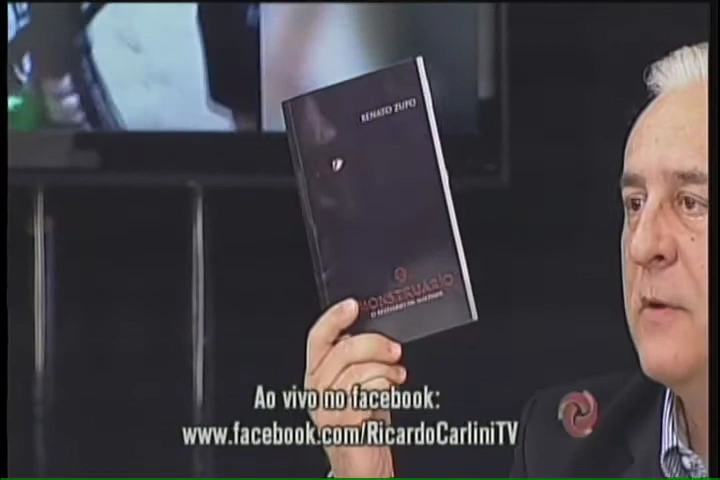 RENATO ZUPO
O
MONSTRUÁRIO
Ao vivo no facebook:
www.facebook.com/RicardoCarliniTV